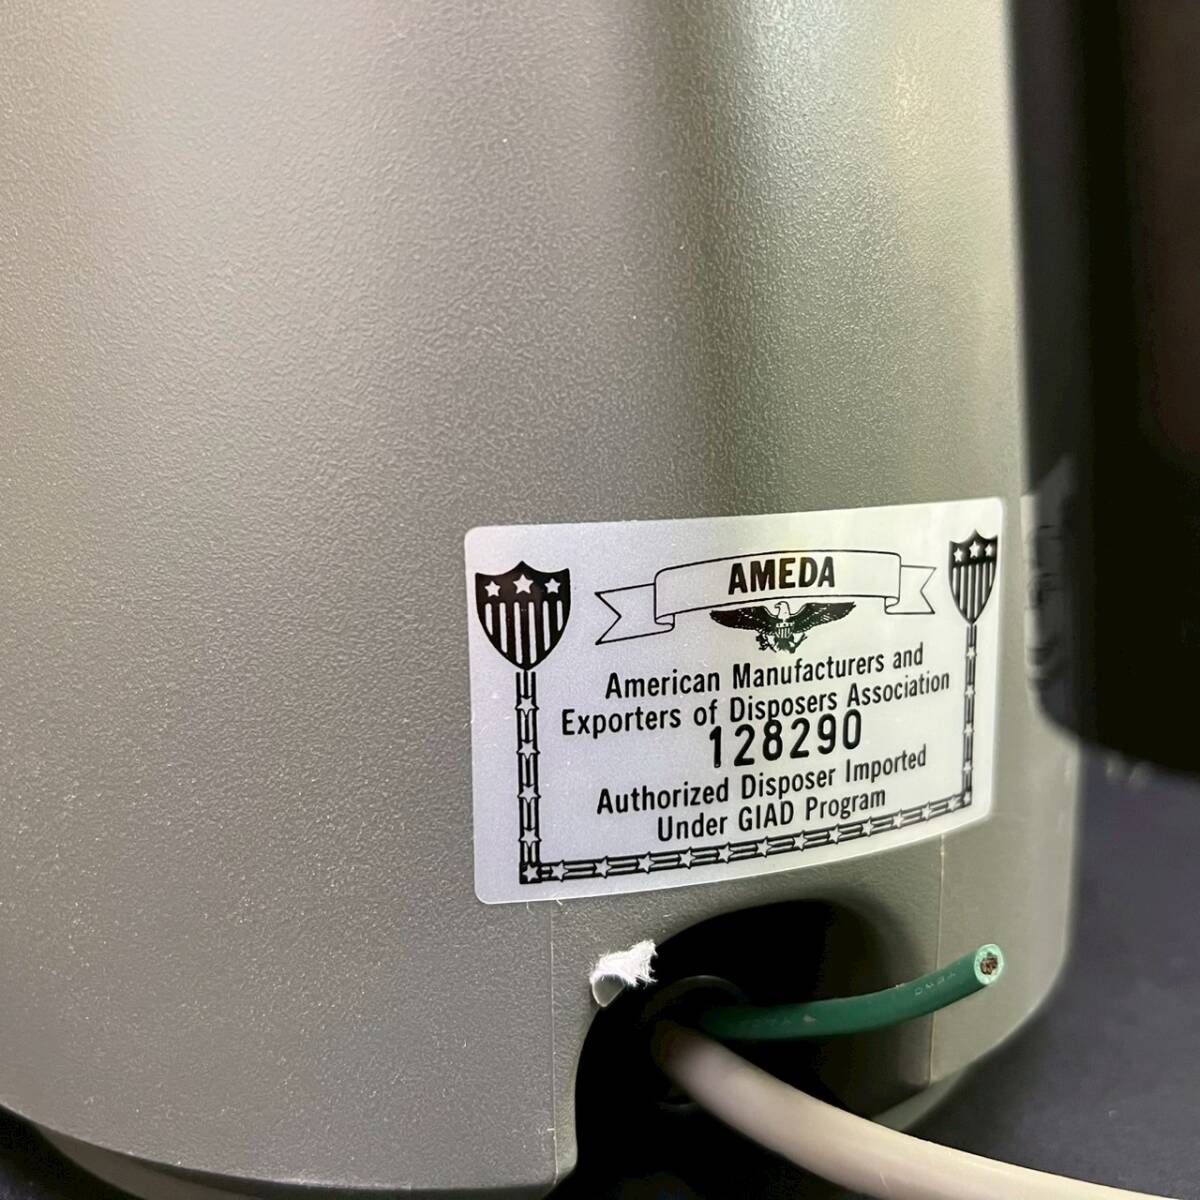 AMEDA
American Manufacturers and
Exporters of Disposers Association
128290
Authorized Disposer Imported
Under GIAD Program